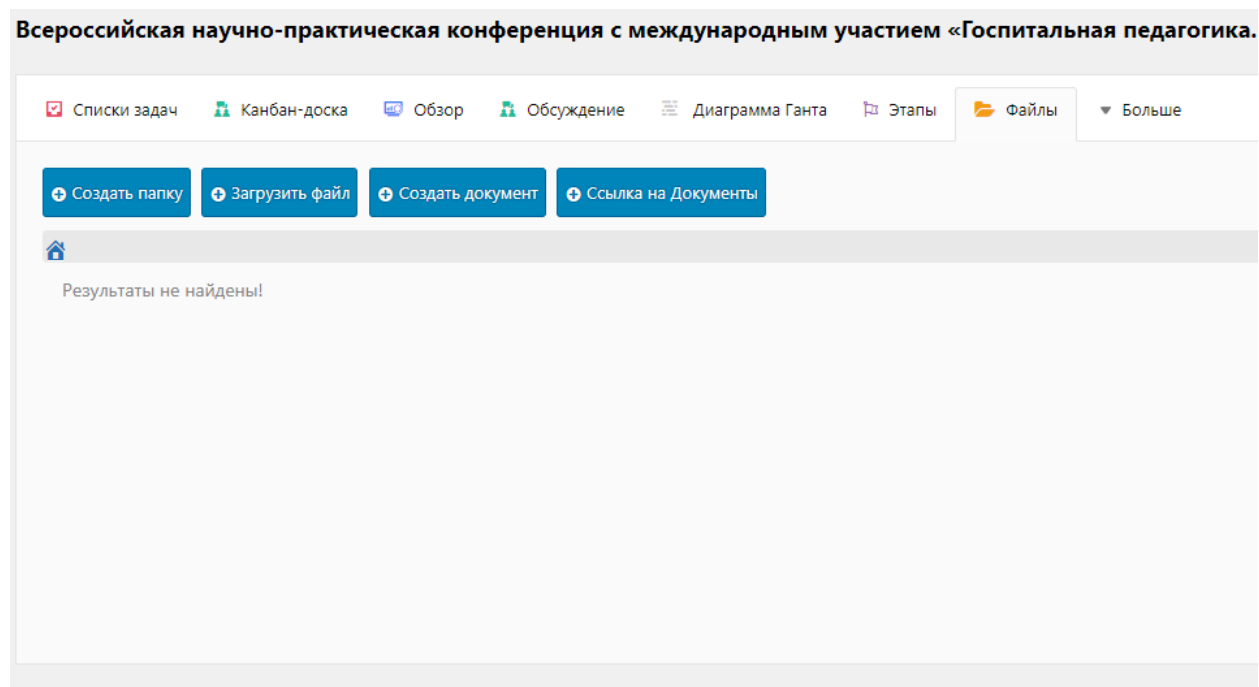 Всероссийская научно-практическая конференция с международным участием «Госпитальная педагогика.
Списки задач Канбан-доска Обзор Обсуждение Диаграмма Ганта Этапы Файлы Больше
Создать папку Загрузить файл Создать документ Ссылка на Документы
Результаты не найдены!